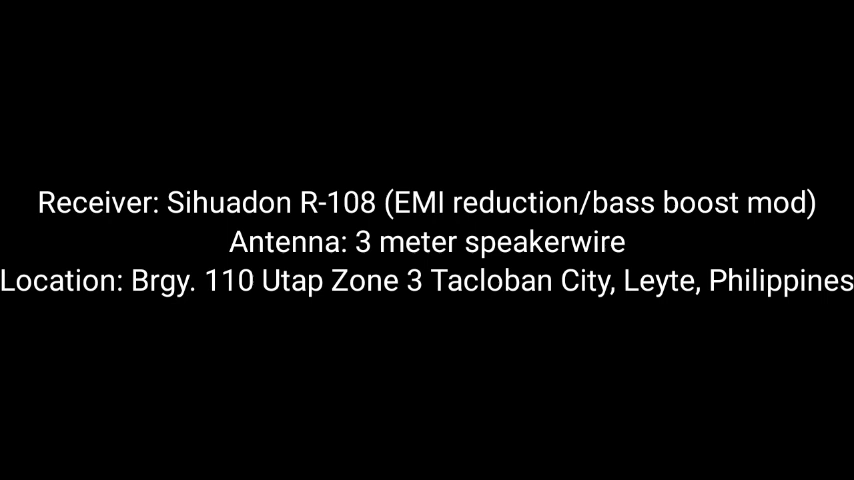 Receiver: Sihuadon R-108 (EMI reduction/bass boost mod)
Antenna: 3 meter speakerwire
Location: Brgy. 110 Utap Zone 3 Tacloban City, Leyte, Philippines